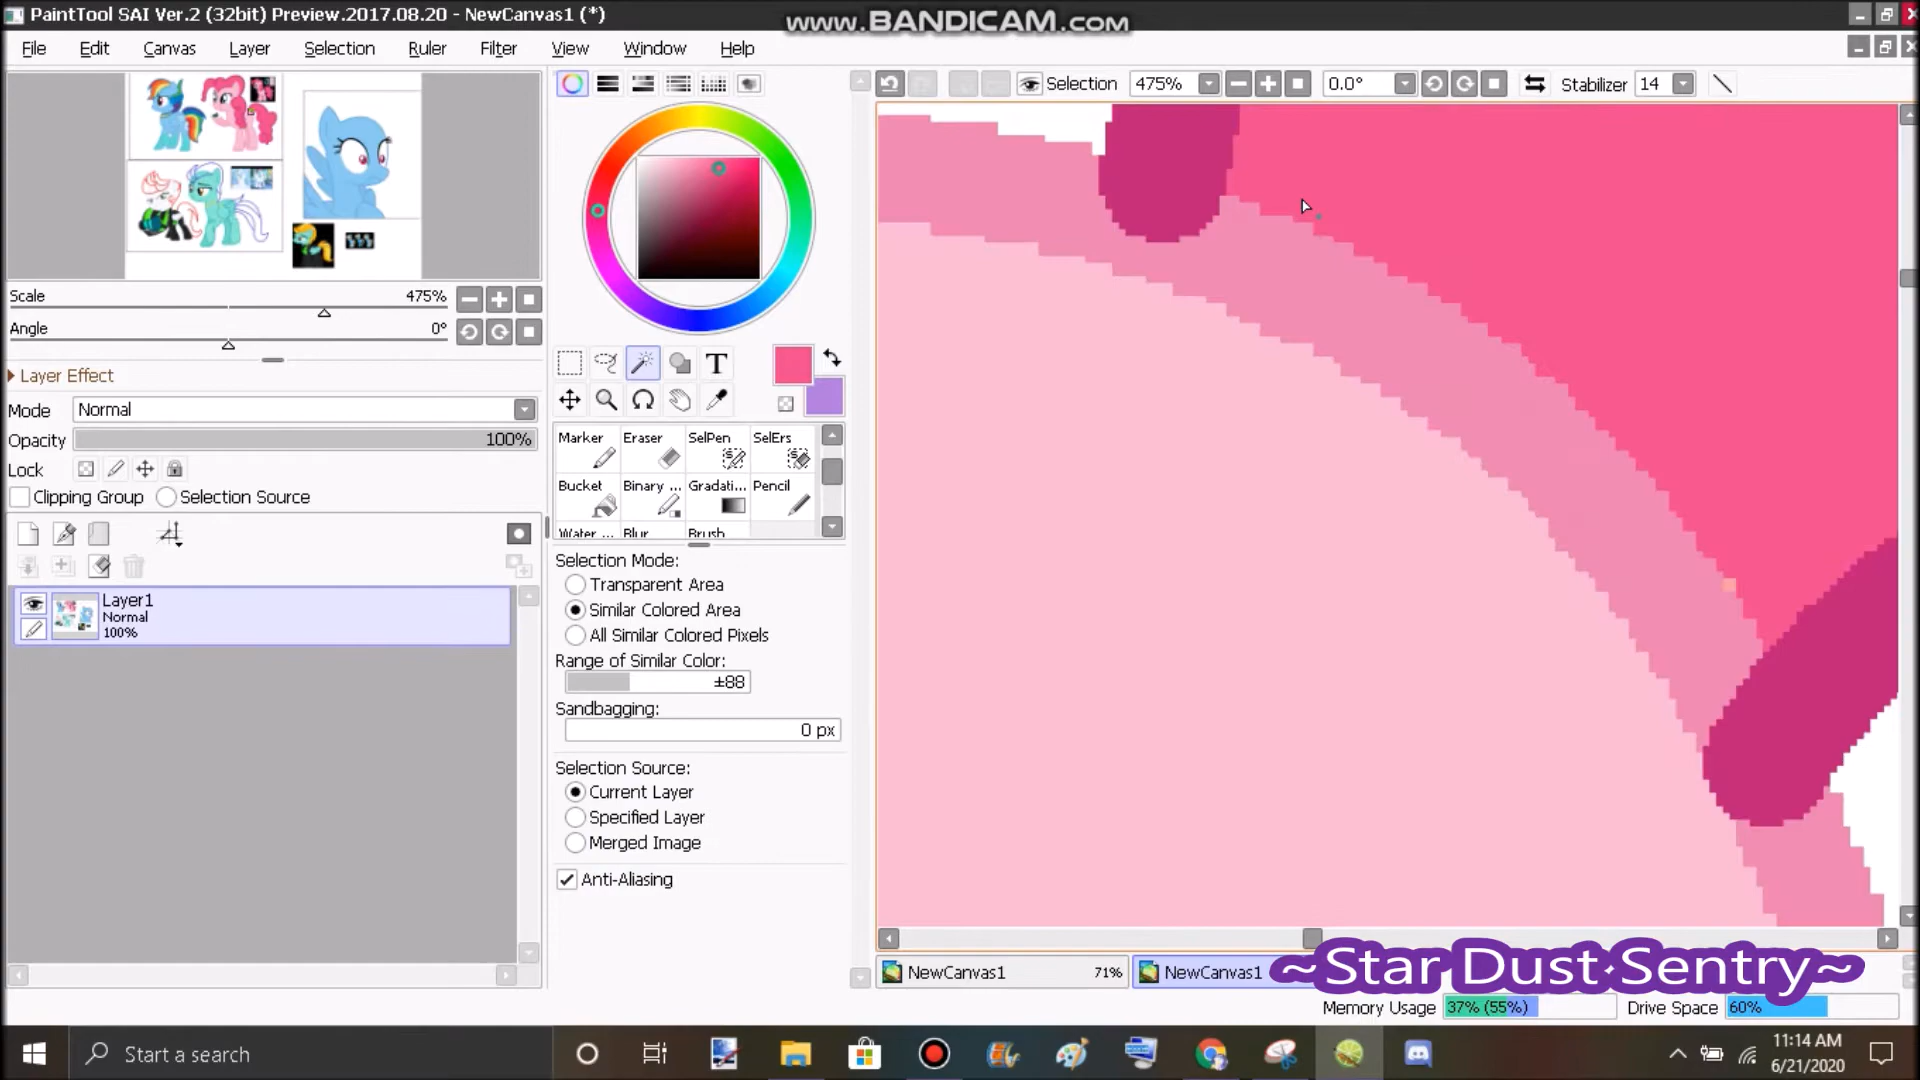 PaintTool SAI Ver.2 (32bit) Preview.2017.08.20 - NewCanvas1 (*)
WWW.BANDICAM.COM
File Edit Canvas Layer Selection Ruler Filter View Window Help
Selection 475% 0.0° Stabilizer 14
Scale 475%
Angle 0°
Layer Effect
Mode Normal
Opacity 100%
Lock
Clipping Group Selection Source
Layer1
Normal
100%
T
Marker Eraser SelPen SelErs
Bucket Binary ... Gradati... Pencil
Water ... Blur Brush
Selection Mode:
Transparent Area
Similar Colored Area
All Similar Colored Pixels
Range of Similar Color:
±88
Sandbagging:
0 px
Selection Source:
Current Layer
Specified Layer
Merged Image
Anti-Aliasing
NewCanvas1 71% NewCanvas1
~Star Dust Sentry~
Memory Usage 37% (55%) Drive Space 60%
Start a search
11:14 AM
6/21/2020